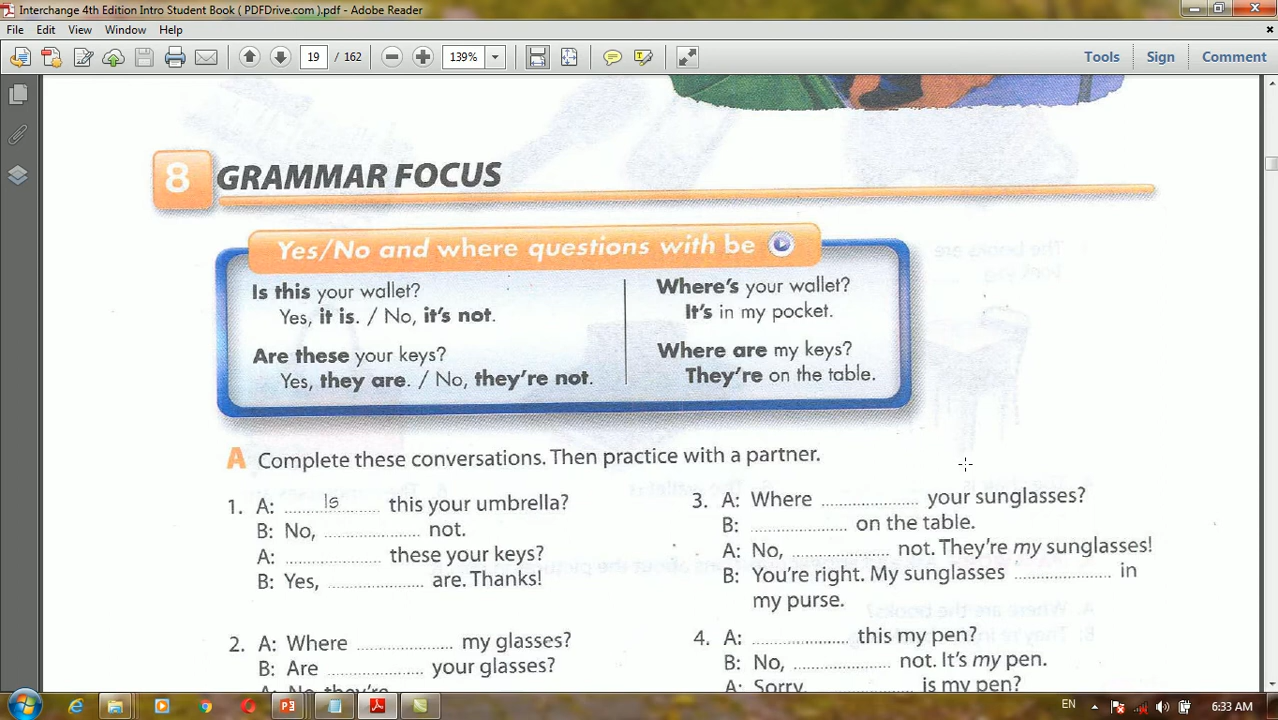 Interchange 4th Edition Intro Student Book ( PDFDrive.com ).pdf - Adobe Reader
File Edit View Window Help
19 / 162 139% Tools Sign Comment
8 GRAMMAR FOCUS
Yes/No and where questions with be
Is this your wallet?
Yes, it is. / No, it's not.
Are these your keys?
Yes, they are. / No, they're not.
Where's your wallet?
It's in my pocket.
Where are my keys?
They're on the table.
A Complete these conversations. Then practice with a partner.
1. A: Is this your umbrella?
B: No, ........................ not.
A: ........................ these your keys?
B: Yes, ........................ are. Thanks!
2. A: Where ........................ my glasses?
B: Are ........................ your glasses?
A: No, they're
3. A: Where ........................ your sunglasses?
B: ........................ on the table.
A: No, ........................ not. They're my sunglasses!
B: You're right. My sunglasses ........................ in
my purse.
4. A: ........................ this my pen?
B: No, ........................ not. It's my pen.
A: Sorry. ........................ is my pen?
EN 6:33 AM